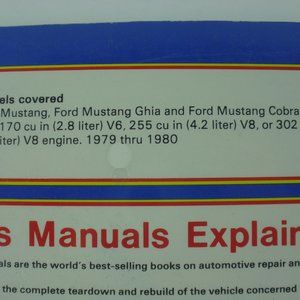 els covered
Mustang, Ford Mustang Ghia and Ford Mustang Cobra
170 cu in (2.8 liter) V6, 255 cu in (4.2 liter) V8, or 302
iter) V8 engine. 1979 thru 1980
s Manuals Explain
als are the world's best-selling books on automotive repair an
the complete teardown and rebuild of the vehicle concerned